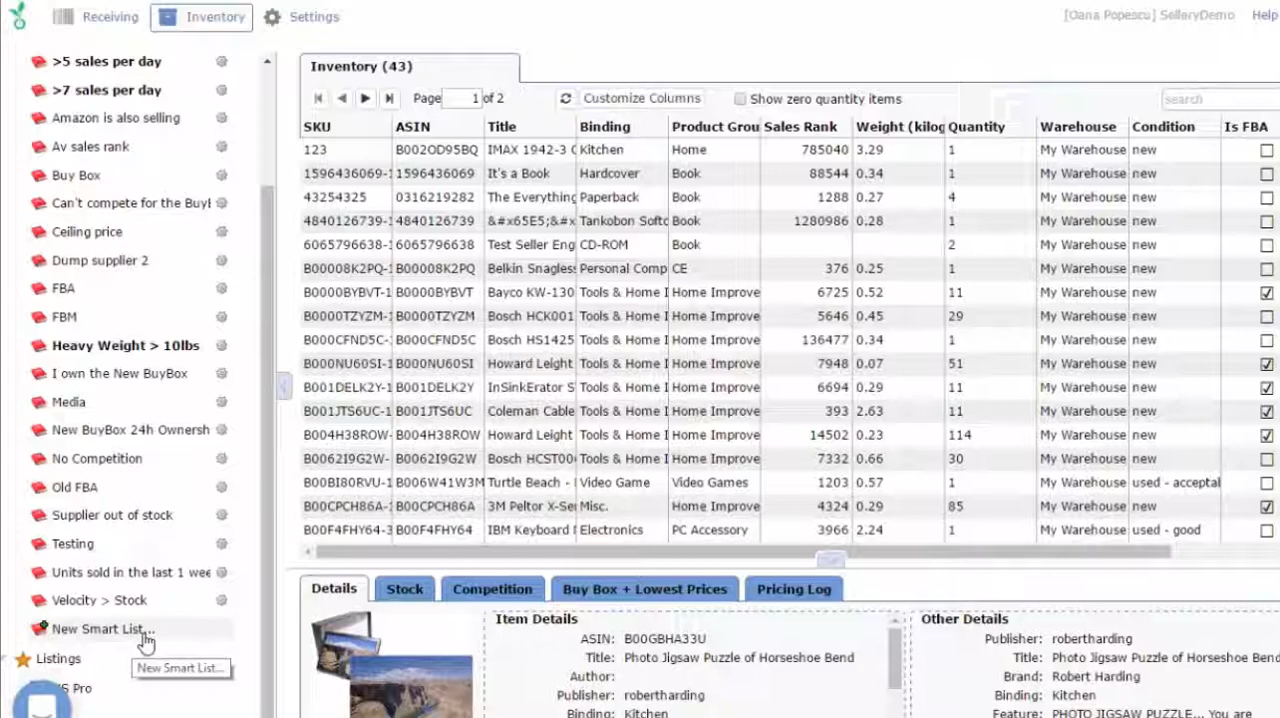 Receiving Inventory Settings [Oana Popescu] SelleryDemo Help
>5 sales per day
>7 sales per day
Amazon is also selling
Av sales rank
Buy Box
Can't compete for the BuyB
Ceiling price
Dump supplier 2
FBA
FBM
Heavy Weight > 10lbs
I own the New BuyBox
Media
New BuyBox 24h Ownersh
No Competition
Old FBA
Supplier out of stock
Testing
Units sold in the last 1 wee
Velocity > Stock
New Smart List...
New Smart List...
Listings
S Pro
Inventory (43)
Page 1 of 2 Customize Columns Show zero quantity items search
SKU ASIN Title Binding Product Grou Sales Rank Weight (kilog Quantity Warehouse Condition Is FBA
123 B002OD95BQ IMAX 1942-3 C Kitchen Home 785040 3.29 1 My Warehouse new
1596436069-1 1596436069 It's a Book Hardcover Book 88544 0.34 1 My Warehouse new
43254325 0316219282 The Everything Paperback Book 1288 0.27 4 My Warehouse new
4840126739-1 4840126739 &#x65E5;&#x Tankobon Softc Book 1280986 0.28 1 My Warehouse new
6065796638-1 6065796638 Test Seller Eng CD-ROM Book 2 My Warehouse new
B00008K2PQ-1 B00008K2PQ Belkin Snagless Personal Comp CE 376 0.25 1 My Warehouse new
B0000BYBVT-1 B0000BYBVT Bayco KW-130 Tools & Home I Home Improve 6725 0.52 11 My Warehouse new
B0000TZYZM-1 B0000TZYZM Bosch HCK001 Tools & Home I Home Improve 5646 0.45 29 My Warehouse new
B000CFND5C-1 B000CFND5C Bosch HS1425 Tools & Home I Home Improve 136477 0.34 1 My Warehouse new
B000NU60SI-1 B000NU60SI Howard Leight Tools & Home I Home Improve 7948 0.07 51 My Warehouse new
B001DELK2Y-1 B001DELK2Y InSinkErator S Tools & Home I Home Improve 6694 0.29 11 My Warehouse new
B001JTS6UC-1 B001JTS6UC Coleman Cable Tools & Home I Home Improve 393 2.63 11 My Warehouse new
B004H38ROW- B004H38ROW Howard Leight Tools & Home I Home Improve 14502 0.23 114 My Warehouse new
B0062I9G2W- B0062I9G2W Bosch HCST00 Tools & Home I Home Improve 7332 0.66 30 My Warehouse new
B00BI80RVU-1 B006W41W3M Turtle Beach - Video Game Video Games 1203 0.57 1 My Warehouse used - acceptal
B00CPCH86A- B00CPCH86A 3M Peltor X-Se Misc. Home Improve 4324 0.29 85 My Warehouse new
B00F4FHY64-3 B00F4FHY64 IBM Keyboard Electronics PC Accessory 3966 2.24 1 My Warehouse used - good
Details Stock Competition Buy Box + Lowest Prices Pricing Log
Item Details
ASIN: B00GBHA33U
Title: Photo Jigsaw Puzzle of Horseshoe Bend
Author:
Publisher: robertharding
Binding: Kitchen
Other Details
Publisher: robertharding
Title: Photo Jigsaw Puzzle of Horseshoe Bend
Brand: Robert Harding
Binding: Kitchen
Feature: PHOTO JIGSAW PUZZLE... You are